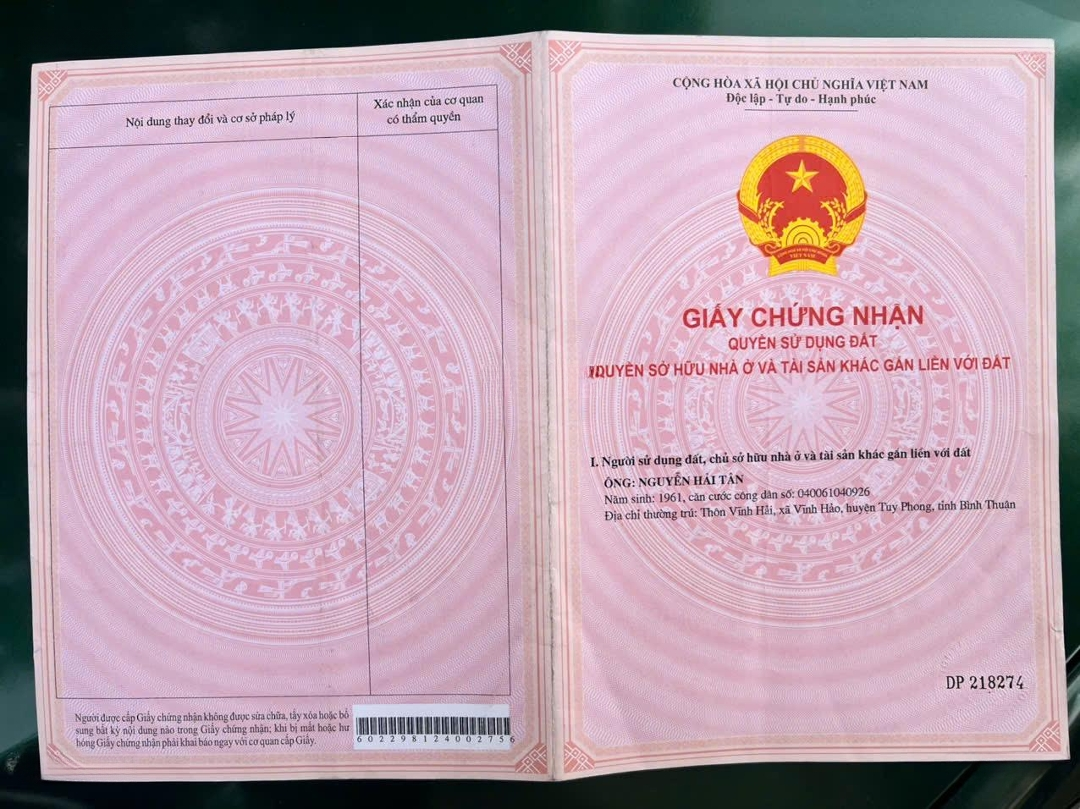 Nội dung thay đổi và cơ sở pháp lý
Xác nhận của cơ quan
có thẩm quyền
Người được cấp Giấy chứng nhận không được sửa chữa, tẩy xóa hoặc bổ
sung bất kỳ nội dung nào trong Giấy chứng nhận; khi bị mất hoặc hư
hỏng Giấy chứng nhận phải khai báo ngay với cơ quan cấp Giấy.
602298124002756
CỘNG HÒA XÃ HỘI CHỦ NGHĨA VIỆT NAM
Độc lập - Tự do - Hạnh phúc
VIỆT NAM
GIẤY CHỨNG NHẬN
QUYỀN SỬ DỤNG ĐẤT
QUYỀN SỞ HỮU NHÀ Ở VÀ TÀI SẢN KHÁC GẮN LIỀN VỚI ĐẤT
I. Người sử dụng đất, chủ sở hữu nhà ở và tài sản khác gắn liền với đất
ÔNG: NGUYỄN HẢI TÂN
Năm sinh: 1961, căn cước công dân số: 040061040926
Địa chỉ thường trú: Thôn Vĩnh Hải, xã Vĩnh Hảo, huyện Tuy Phong, tỉnh Bình Thuận
DP 218274